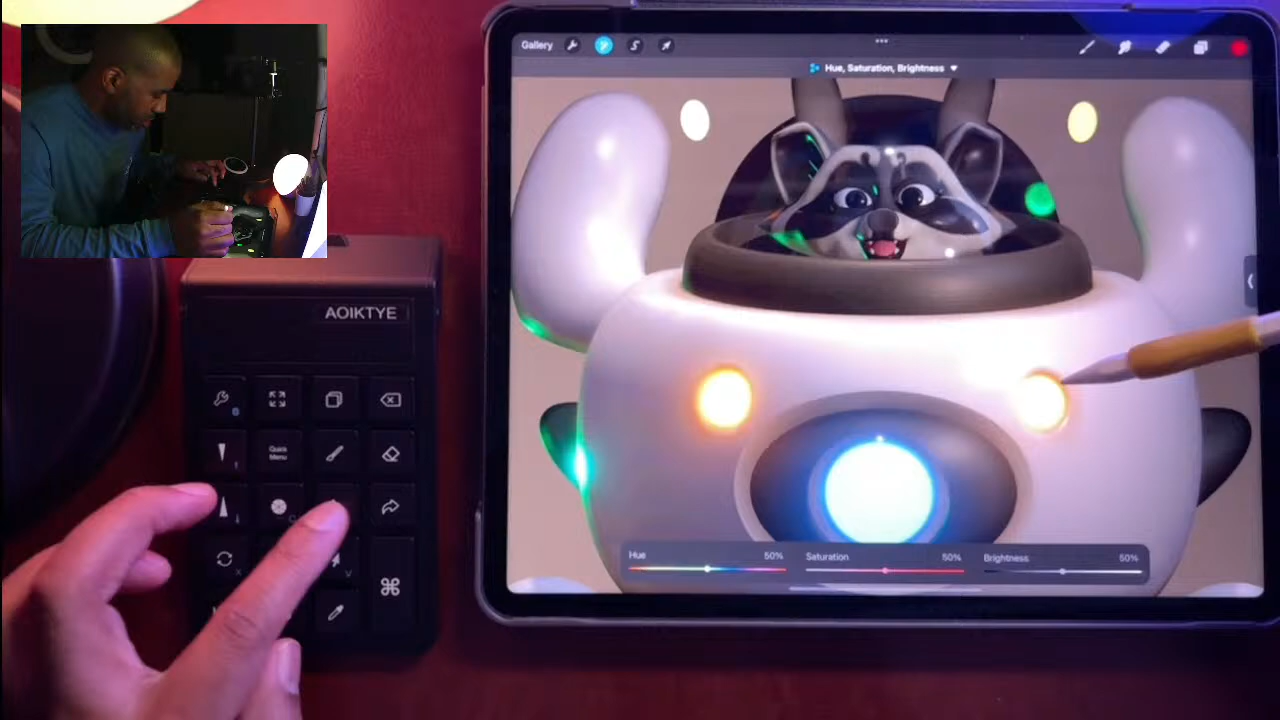 Gallery
Hue, Saturation, Brightness
AOIKTYE
Quick
Menu
Hue 50% Saturation 50% Brightness 50%